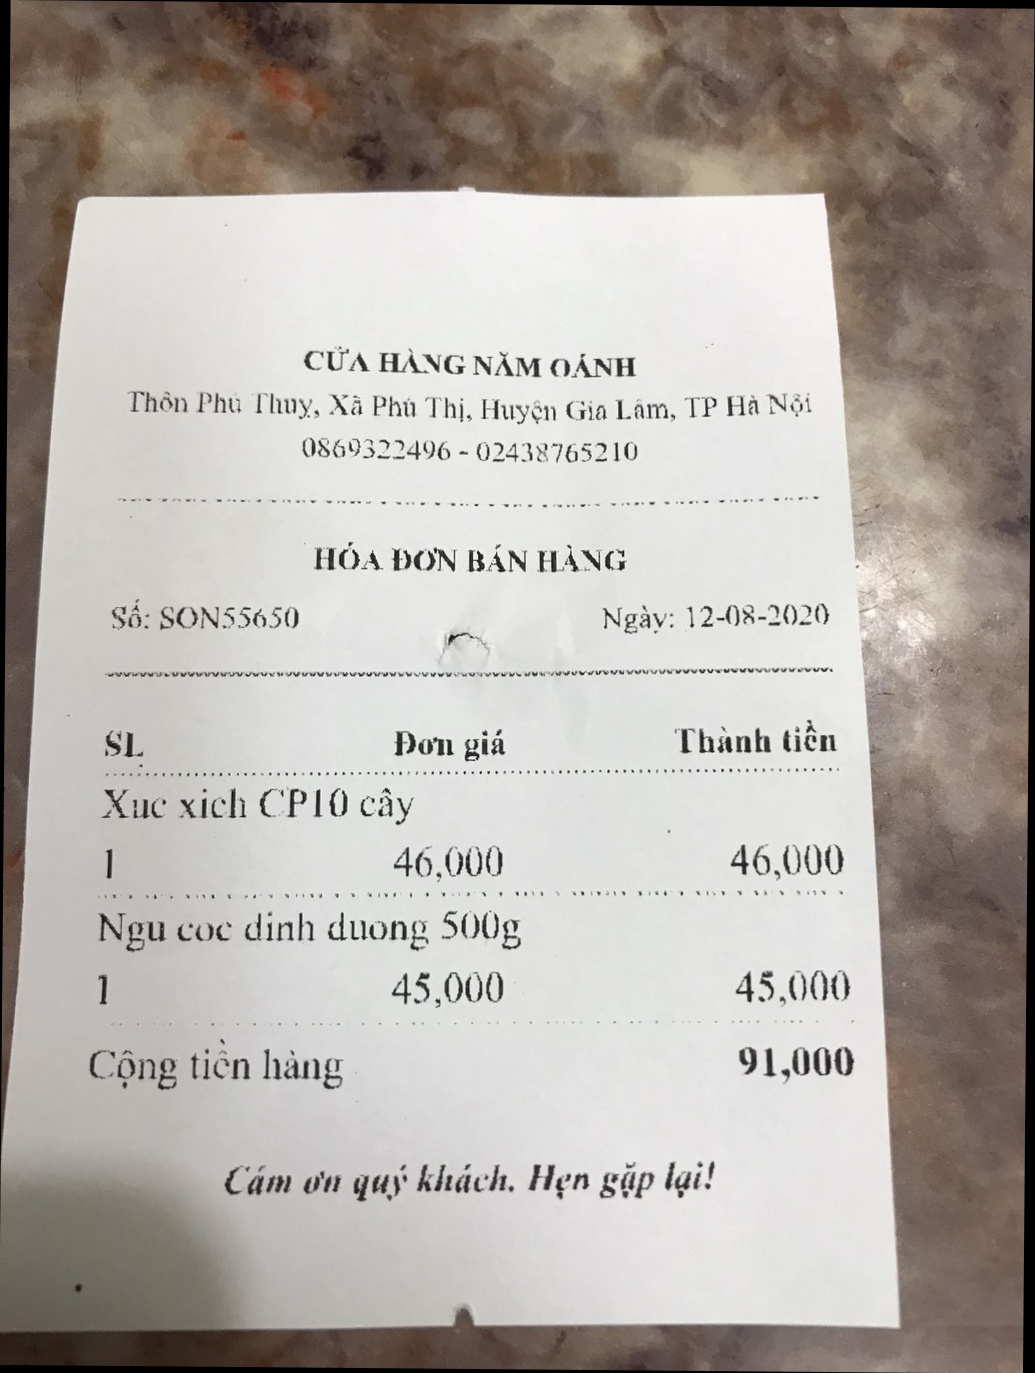 CỬA HÀNG NĂM OÁNH
Thôn Phú Thuỵ, Xã Phú Thị, Huyện Gia Lâm, TP Hà Nội
0869322496 - 02438765210
HÓA ĐƠN BÁN HÀNG
Số: SON55650 Ngày: 12-08-2020
SL Đơn giá Thành tiền
Xuc xich CP10 cây
1 46,000 46,000
Ngu coc dinh duong 500g
1 45,000 45,000
Cộng tiền hàng 91,000
Cám ơn quý khách. Hẹn gặp lại!